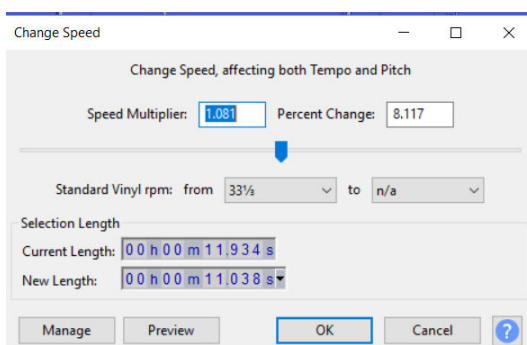 Change Speed
Change Speed, affecting both Tempo and Pitch
Speed Multiplier: 1.081 Percent Change: 8.117
Standard Vinyl rpm: from 33⅓ to n/a
Selection Length
Current Length: 00 h 00 m 11.934 s
New Length: 00 h 00 m 11.038 s
Manage Preview OK Cancel ?